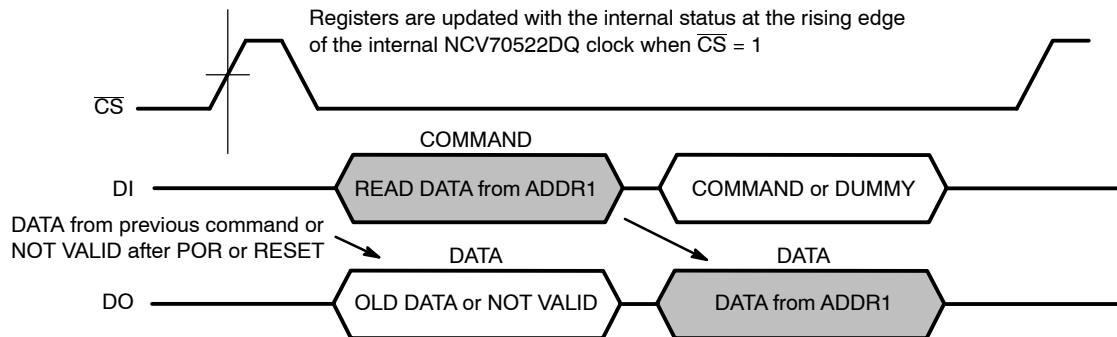 Registers are updated with the internal status at the rising edge
of the internal NCV70522DQ clock when C̅S̅ = 1
C̅S̅
COMMAND
DI
READ DATA from ADDR1
COMMAND or DUMMY
DATA from previous command or
NOT VALID after POR or RESET
DATA
DATA
DO
OLD DATA or NOT VALID
DATA from ADDR1